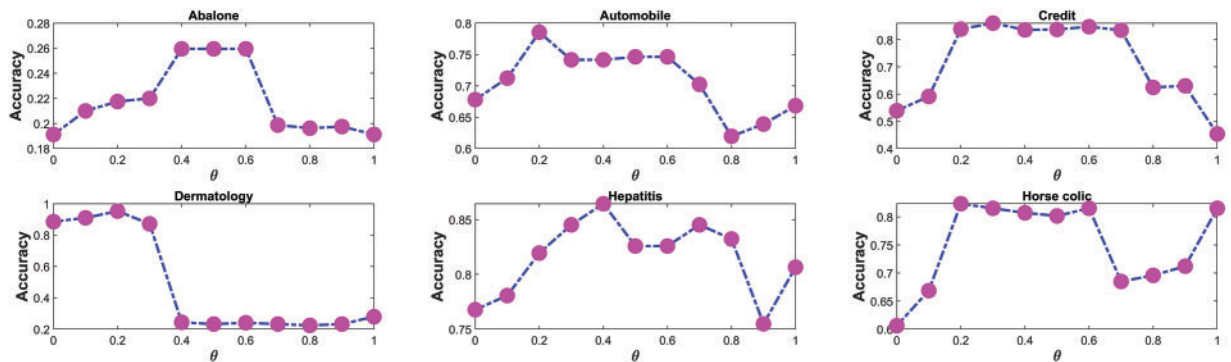 Abalone
0.28
0.26
0.24
0.22
0.2
0.18
Accuracy
0 0.2 0.4 0.6 0.8 1
θ
Automobile
0.8
0.75
0.7
0.65
0.6
Accuracy
0 0.2 0.4 0.6 0.8 1
θ
Credit
0.8
0.7
0.6
0.5
0.4
Accuracy
0 0.2 0.4 0.6 0.8 1
θ
Dermatology
1
0.8
0.6
0.4
0.2
Accuracy
0 0.2 0.4 0.6 0.8 1
θ
Hepatitis
0.85
0.8
0.75
Accuracy
0 0.2 0.4 0.6 0.8 1
θ
Horse colic
0.8
0.75
0.7
0.65
0.6
Accuracy
0 0.2 0.4 0.6 0.8 1
θ